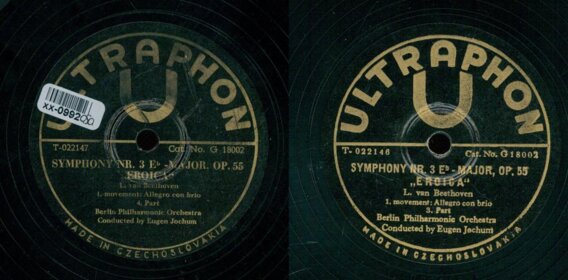 ULTRAPHON
U
xx-0992
T-022147 Cat. No. G 18002
SYMPHONY NR. 3 Eb -MAJOR, OP. 55
„EROICA"
L. van Beethoven
1. movement: Allegro con brio
4. Part
Berlin Philharmonic Orchestra
Conducted by Eugen Jochum
MADE IN CZECHOSLOVAKIA
ULTRAPHON
U
T-022146 Cat. No. G 18002
SYMPHONY NR. 3 Eb -MAJOR, OP. 55
„EROICA"
L. van Beethoven
1. movement: Allegro con brio
3. Part
Berlin Philharmonic Orchestra
Conducted by Eugen Jochum
MADE IN CZECHOSLOVAKIA